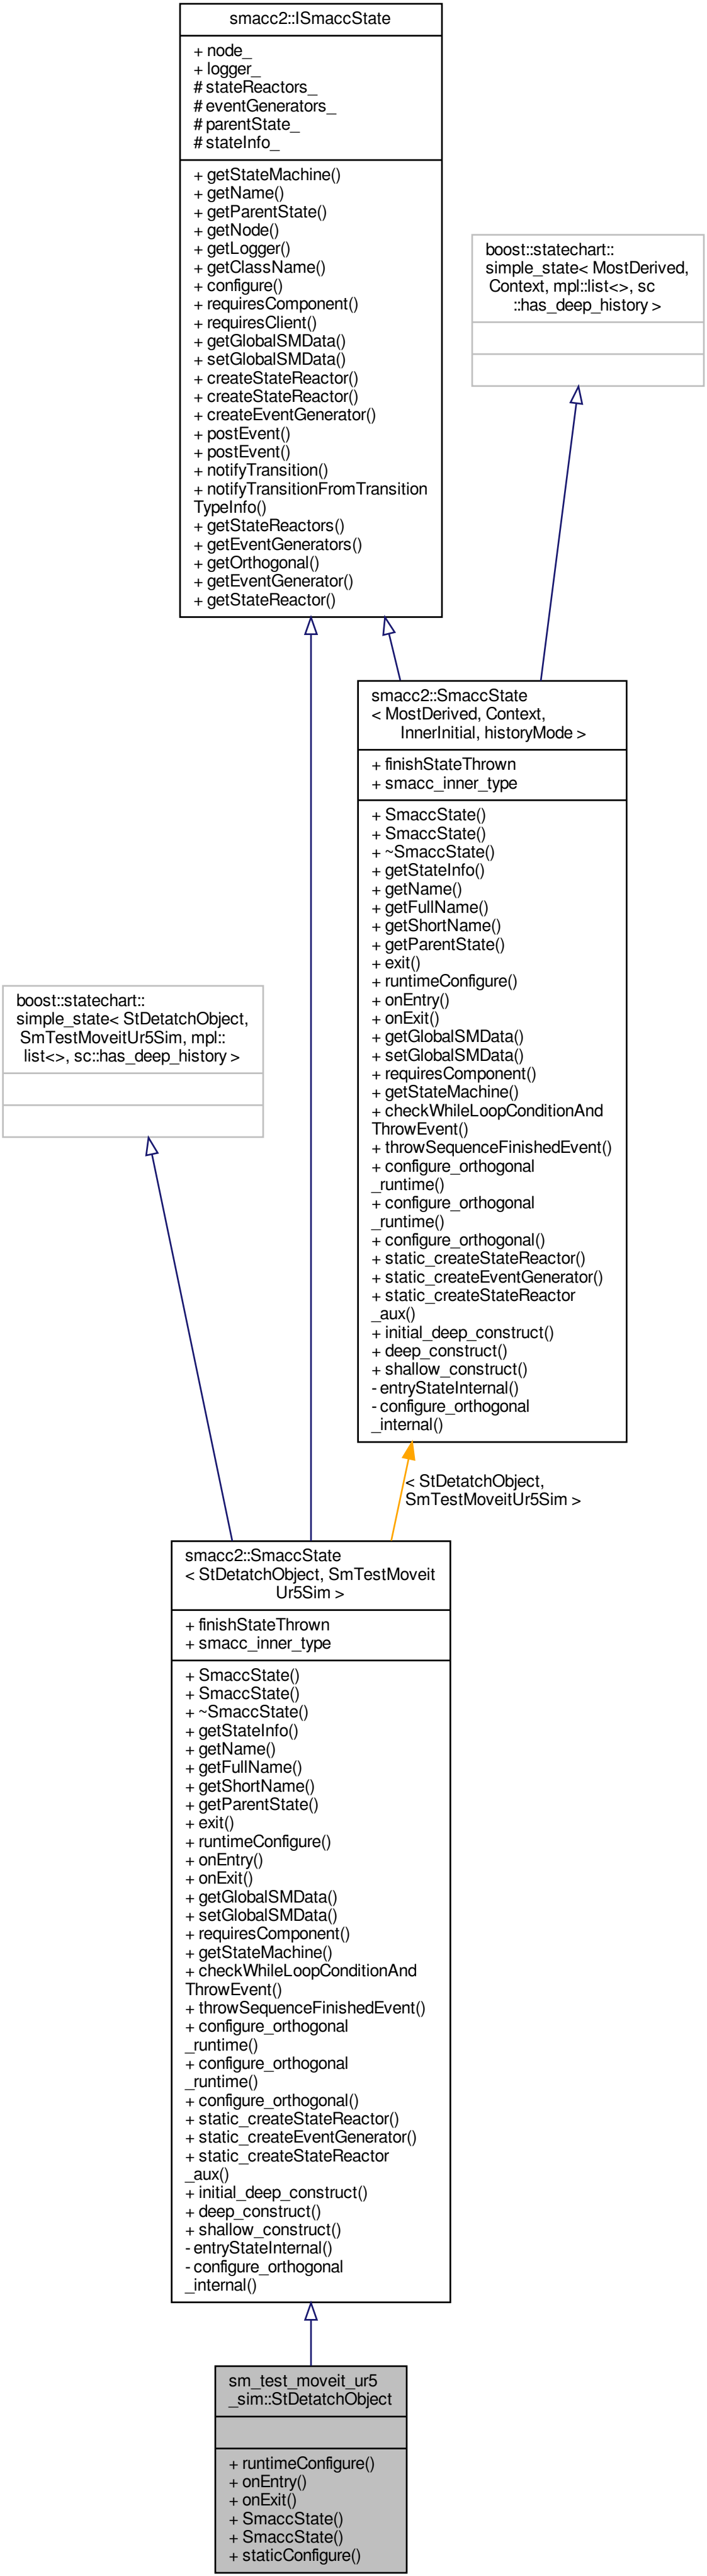 smacc2::ISmaccState
+ node_
+ logger_
# stateReactors_
# eventGenerators_
# parentState_
# stateInfo_
+ getStateMachine()
+ getName()
+ getParentState()
+ getNode()
+ getLogger()
+ getClassName()
+ configure()
+ requiresComponent()
+ requiresClient()
+ getGlobalSMData()
+ setGlobalSMData()
+ createStateReactor()
+ createStateReactor()
+ createEventGenerator()
+ postEvent()
+ postEvent()
+ notifyTransition()
+ notifyTransitionFromTransition
TypeInfo()
+ getStateReactors()
+ getEventGenerators()
+ getOrthogonal()
+ getEventGenerator()
+ getStateReactor()
boost::statechart::
simple_state< MostDerived,
Context, mpl::list<>, sc
::has_deep_history >
smacc2::SmaccState
< MostDerived, Context,
InnerInitial, historyMode >
+ finishStateThrown
+ smacc_inner_type
+ SmaccState()
+ SmaccState()
+ ~SmaccState()
+ getStateInfo()
+ getName()
+ getFullName()
+ getShortName()
+ getParentState()
+ exit()
+ runtimeConfigure()
+ onEntry()
+ onExit()
+ getGlobalSMData()
+ setGlobalSMData()
+ requiresComponent()
+ getStateMachine()
+ checkWhileLoopConditionAnd
ThrowEvent()
+ throwSequenceFinishedEvent()
+ configure_orthogonal
_runtime()
+ configure_orthogonal
_runtime()
+ configure_orthogonal()
+ static_createStateReactor()
+ static_createEventGenerator()
+ static_createStateReactor
_aux()
+ initial_deep_construct()
+ deep_construct()
+ shallow_construct()
- entryStateInternal()
- configure_orthogonal
_internal()
boost::statechart::
simple_state< StDetatchObject,
SmTestMoveitUr5Sim, mpl::
list<>, sc::has_deep_history >
< StDetatchObject,
SmTestMoveitUr5Sim >
smacc2::SmaccState
< StDetatchObject, SmTestMoveit
Ur5Sim >
+ finishStateThrown
+ smacc_inner_type
+ SmaccState()
+ SmaccState()
+ ~SmaccState()
+ getStateInfo()
+ getName()
+ getFullName()
+ getShortName()
+ getParentState()
+ exit()
+ runtimeConfigure()
+ onEntry()
+ onExit()
+ getGlobalSMData()
+ setGlobalSMData()
+ requiresComponent()
+ getStateMachine()
+ checkWhileLoopConditionAnd
ThrowEvent()
+ throwSequenceFinishedEvent()
+ configure_orthogonal
_runtime()
+ configure_orthogonal
_runtime()
+ configure_orthogonal()
+ static_createStateReactor()
+ static_createEventGenerator()
+ static_createStateReactor
_aux()
+ initial_deep_construct()
+ deep_construct()
+ shallow_construct()
- entryStateInternal()
- configure_orthogonal
_internal()
sm_test_moveit_ur5
_sim::StDetatchObject
+ runtimeConfigure()
+ onEntry()
+ onExit()
+ SmaccState()
+ SmaccState()
+ staticConfigure()